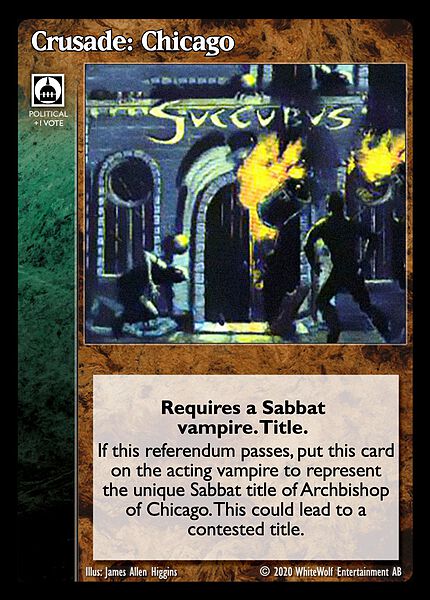 Crusade: Chicago
POLITICAL
+1 VOTE
Succubus
Requires a Sabbat
vampire. Title.
If this referendum passes, put this card
on the acting vampire to represent
the unique Sabbat title of Archbishop
of Chicago. This could lead to a
contested title.
Illus: James Allen Higgins
© 2020 WhiteWolf Entertainment AB